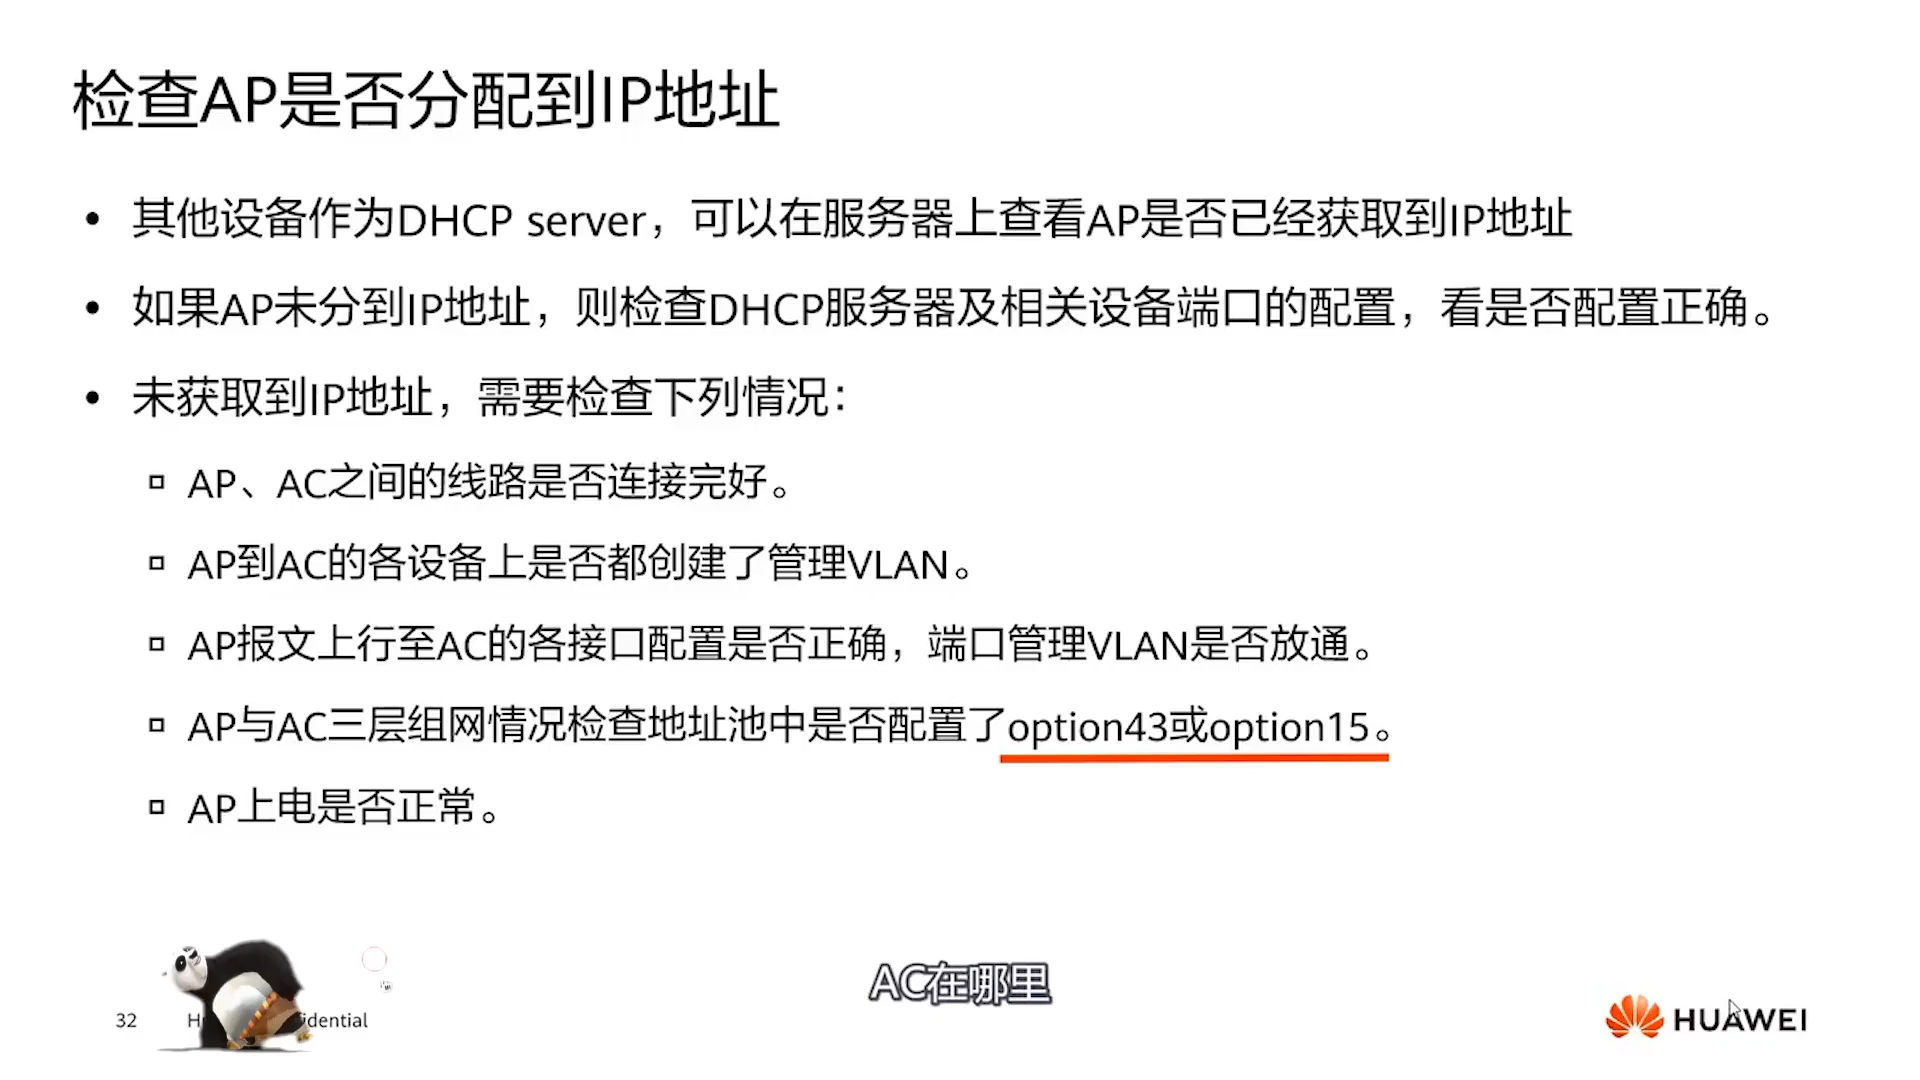 检查AP是否分配到IP地址
• 其他设备作为DHCP server，可以在服务器上查看AP是否已经获取到IP地址
• 如果AP未分到IP地址，则检查DHCP服务器及相关设备端口的配置，看是否配置正确。
• 未获取到IP地址，需要检查下列情况：
▫ AP、AC之间的线路是否连接完好。
▫ AP到AC的各设备上是否都创建了管理VLAN。
▫ AP报文上行至AC的各接口配置是否正确，端口管理VLAN是否放通。
▫ AP与AC三层组网情况检查地址池中是否配置了option43或option15。
▫ AP上电是否正常。
AC在哪里
32
HUAWEI